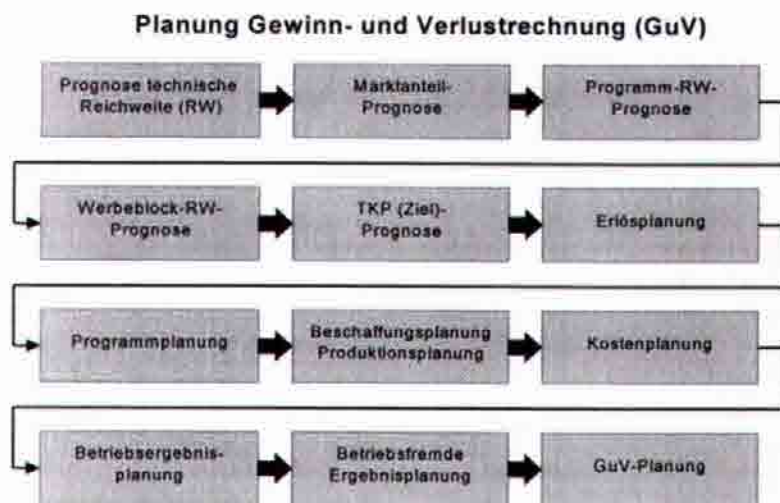 Planung Gewinn- und Verlustrechnung (GuV)
Prognose technische
Reichweite (RW)
Marktanteil-
Prognose
Programm-RW-
Prognose
Werbeblock-RW-
Prognose
TKP (Ziel)-
Prognose
Erlösplanung
Programmplanung
Beschaffungsplanung
Produktionsplanung
Kostenplanung
Betriebsergebnis-
planung
Betriebsfremde
Ergebnisplanung
GuV-Planung